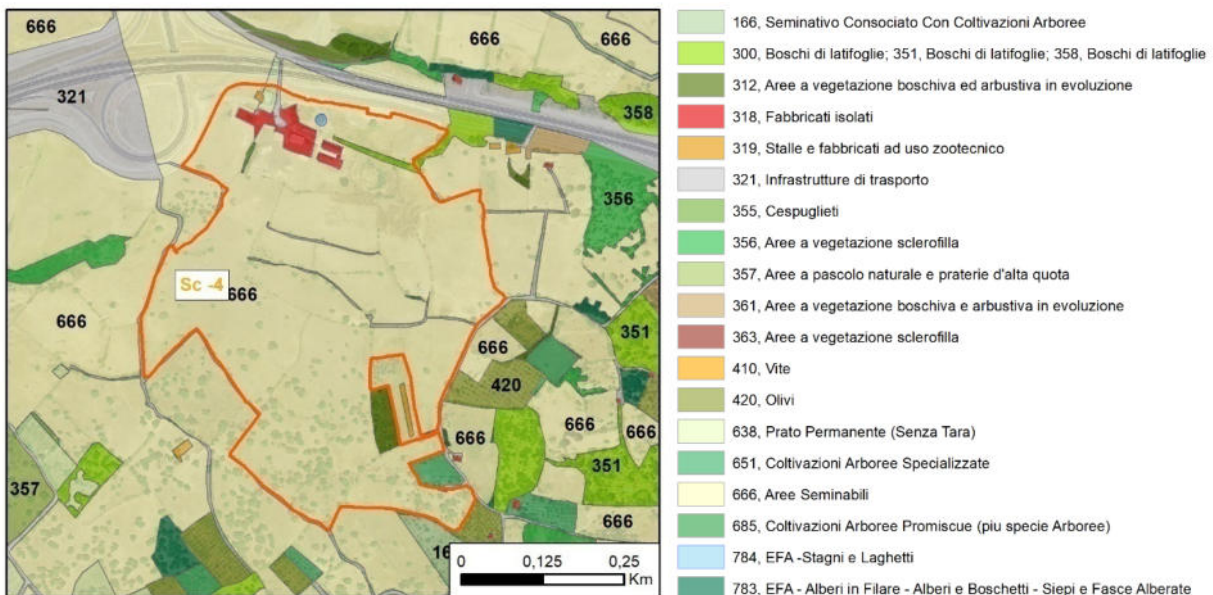 666
666
666
321
358
356
Sc -4
666
666
351
666
420
666
666
666
351
357
666
16
0 0,125 0,25
Km
166, Seminativo Consociato Con Coltivazioni Arboree
300, Boschi di latifoglie; 351, Boschi di latifoglie; 358, Boschi di latifoglie
312, Aree a vegetazione boschiva ed arbustiva in evoluzione
318, Fabbricati isolati
319, Stalle e fabbricati ad uso zootecnico
321, Infrastrutture di trasporto
355, Cespuglieti
356, Aree a vegetazione sclerofilla
357, Aree a pascolo naturale e praterie d'alta quota
361, Aree a vegetazione boschiva e arbustiva in evoluzione
363, Aree a vegetazione sclerofilla
410, Vite
420, Olivi
638, Prato Permanente (Senza Tara)
651, Coltivazioni Arboree Specializzate
666, Aree Seminabili
685, Coltivazioni Arboree Promiscue (piu specie Arboree)
784, EFA -Stagni e Laghetti
783, EFA - Alberi in Filare - Alberi e Boschetti - Siepi e Fasce Alberate